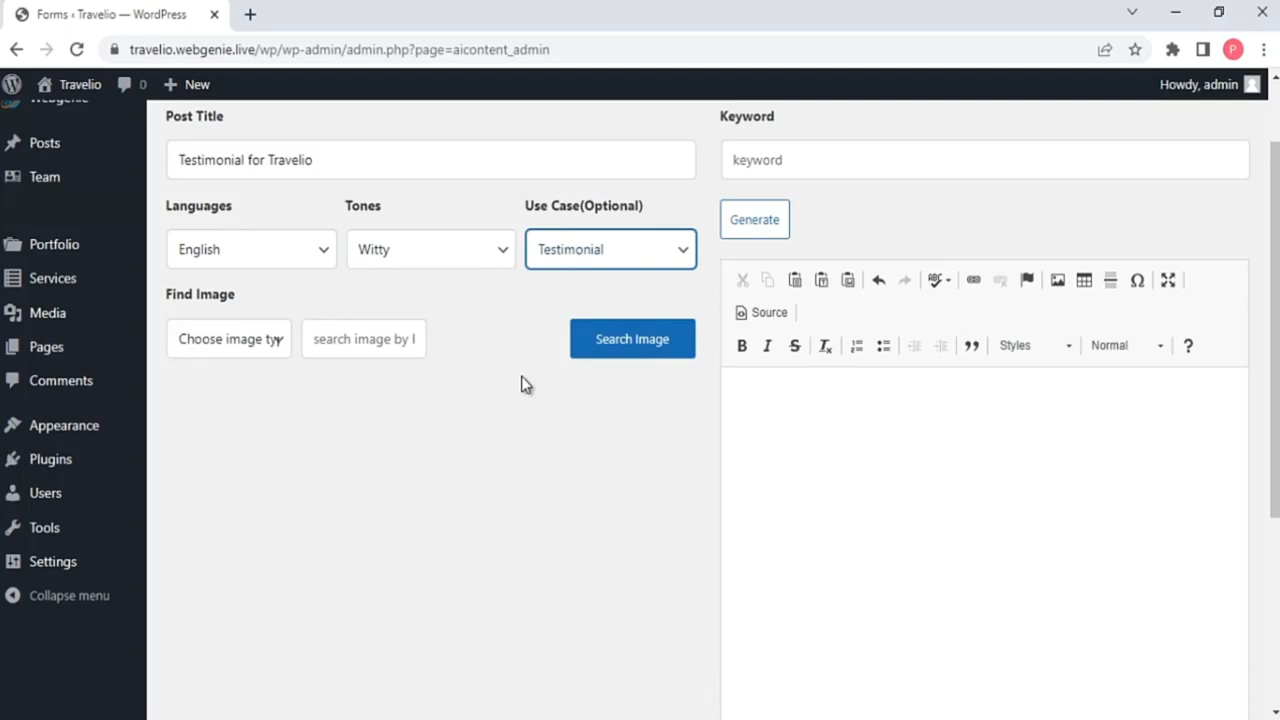 Forms ‹ Travelio — WordPress
travelio.webgenie.live/wp/wp-admin/admin.php?page=aicontent_admin
P
Travelio 0 New
Howdy, admin
Webgenie
Posts
Team
Portfolio
Services
Media
Pages
Comments
Appearance
Plugins
Users
Tools
Settings
Collapse menu
Post Title
Testimonial for Travelio
Languages Tones Use Case(Optional)
English Witty Testimonial
Find Image
Choose image ty search image by Search Image
Keyword
keyword
Generate
ABC Ω
Source
B I S Tx Styles Normal ?